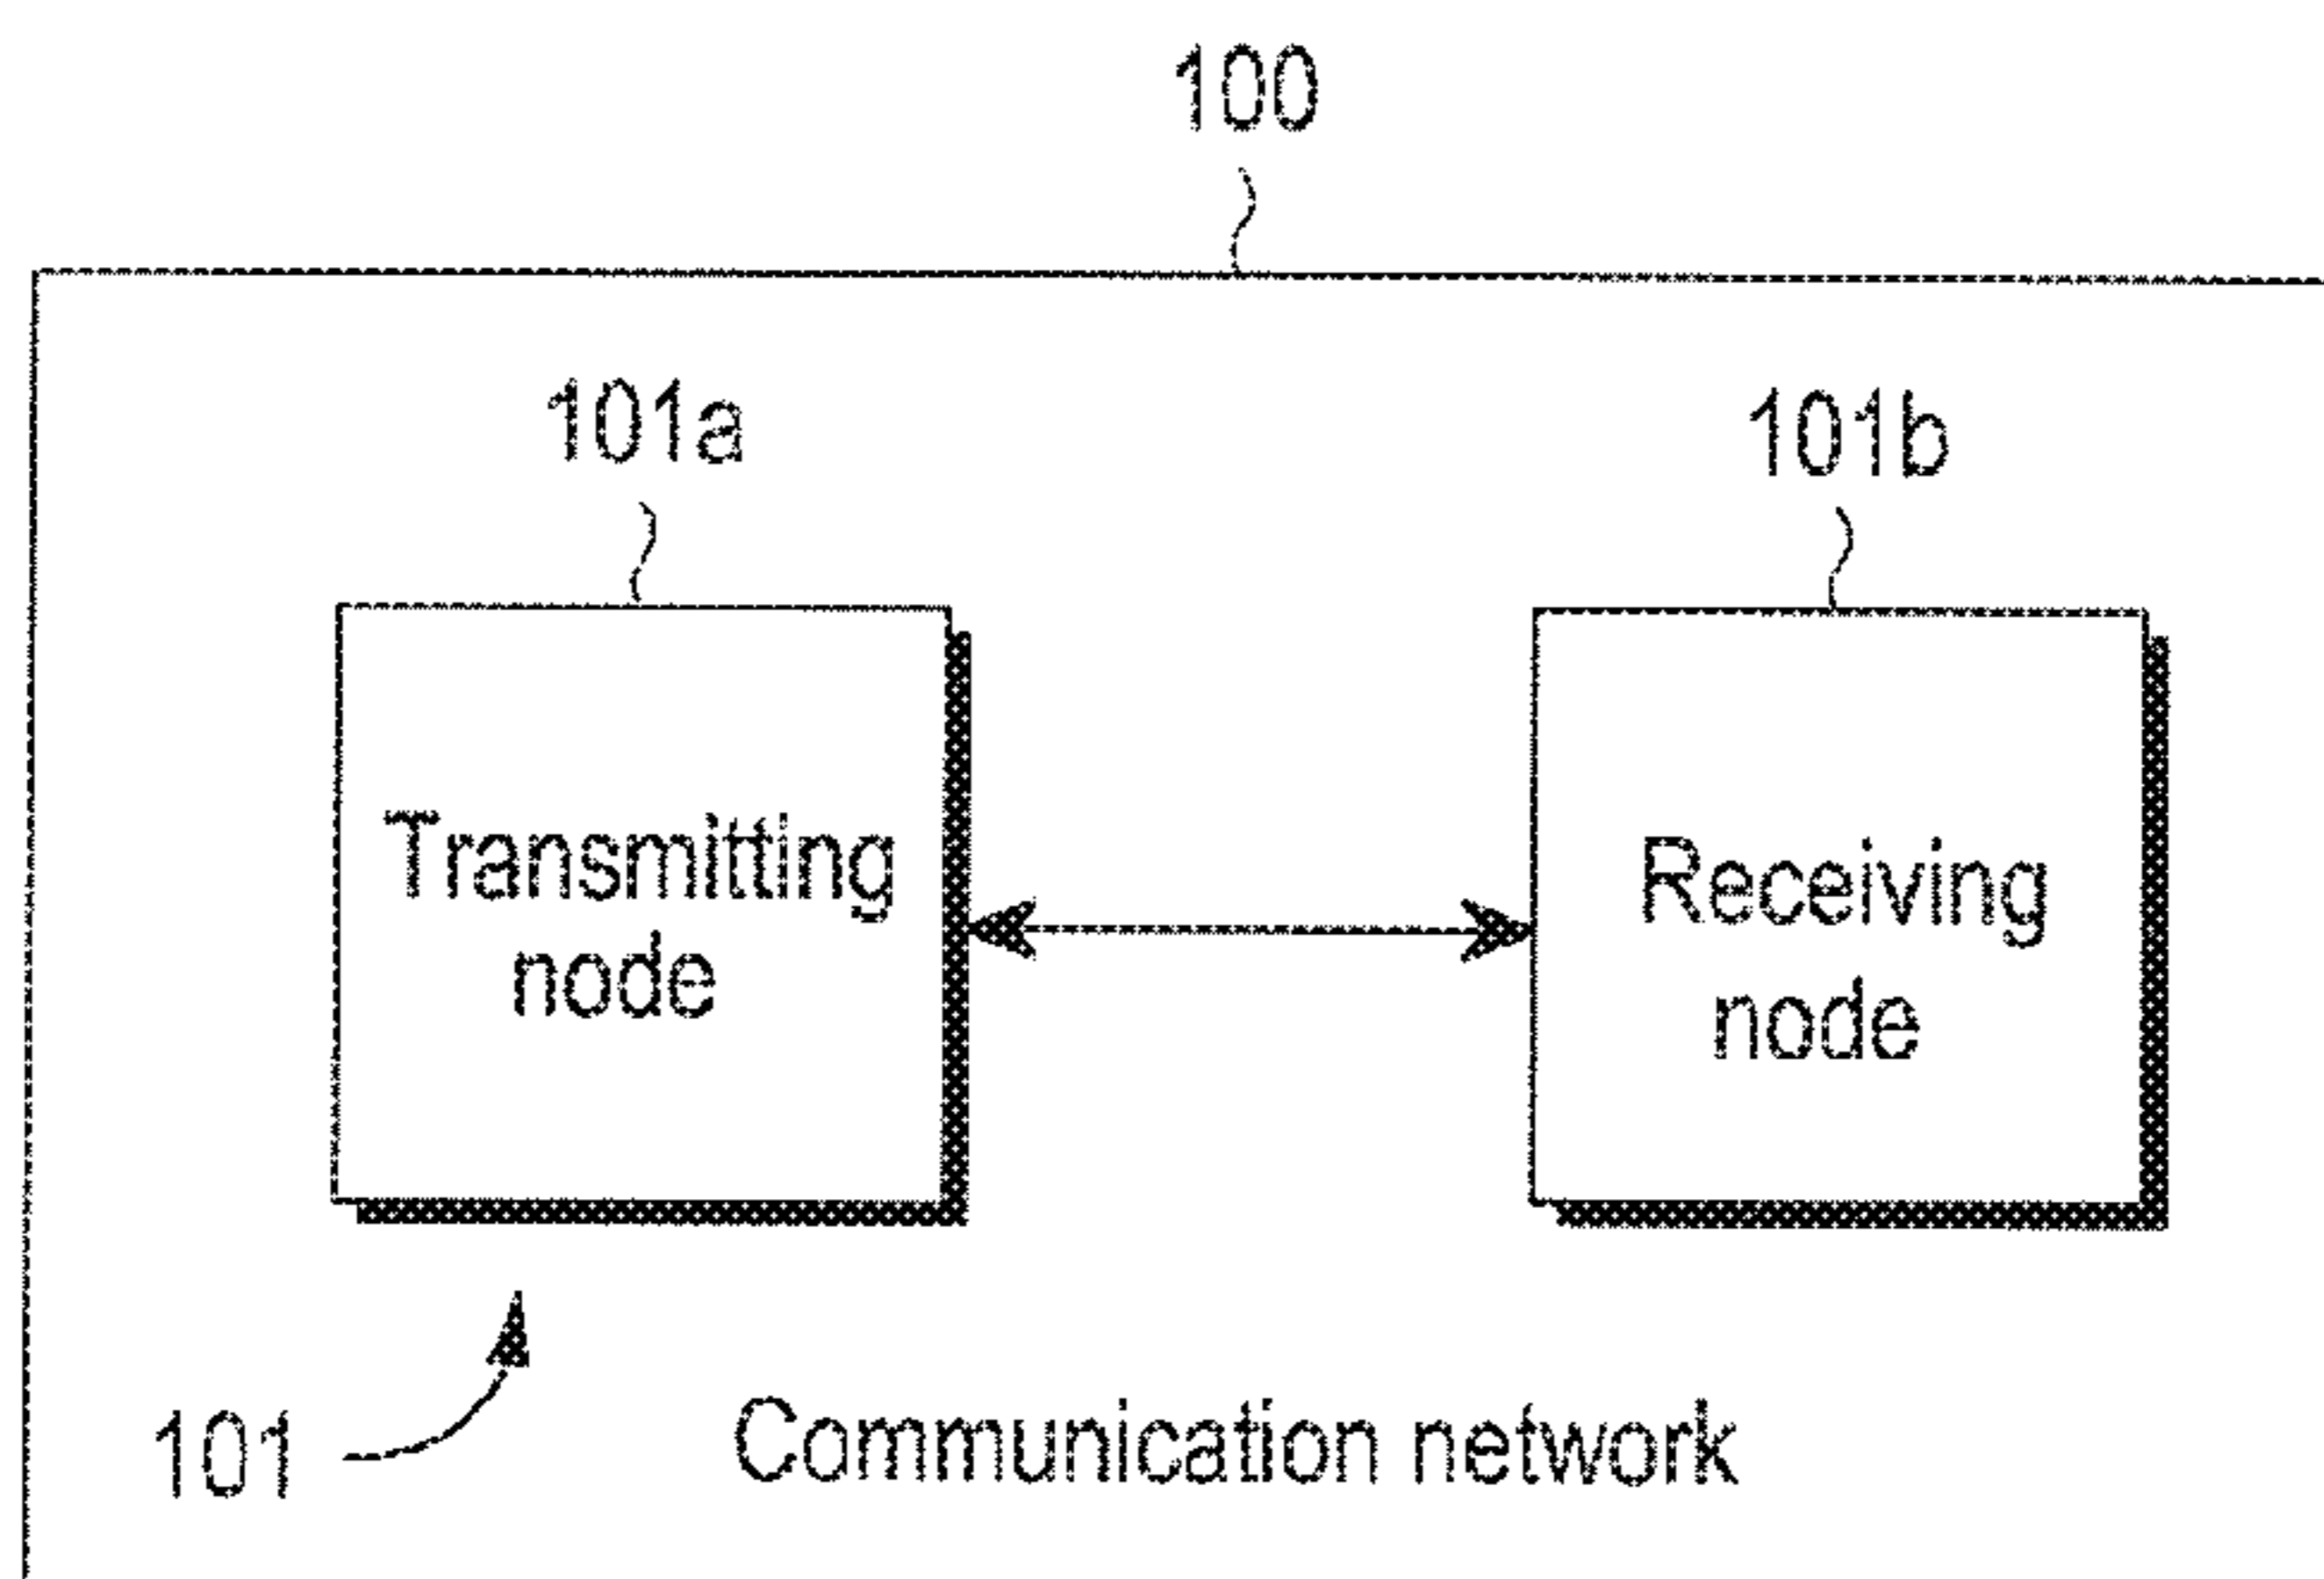 100
101a
101b
Transmitting
node
Receiving
node
101
Communication network